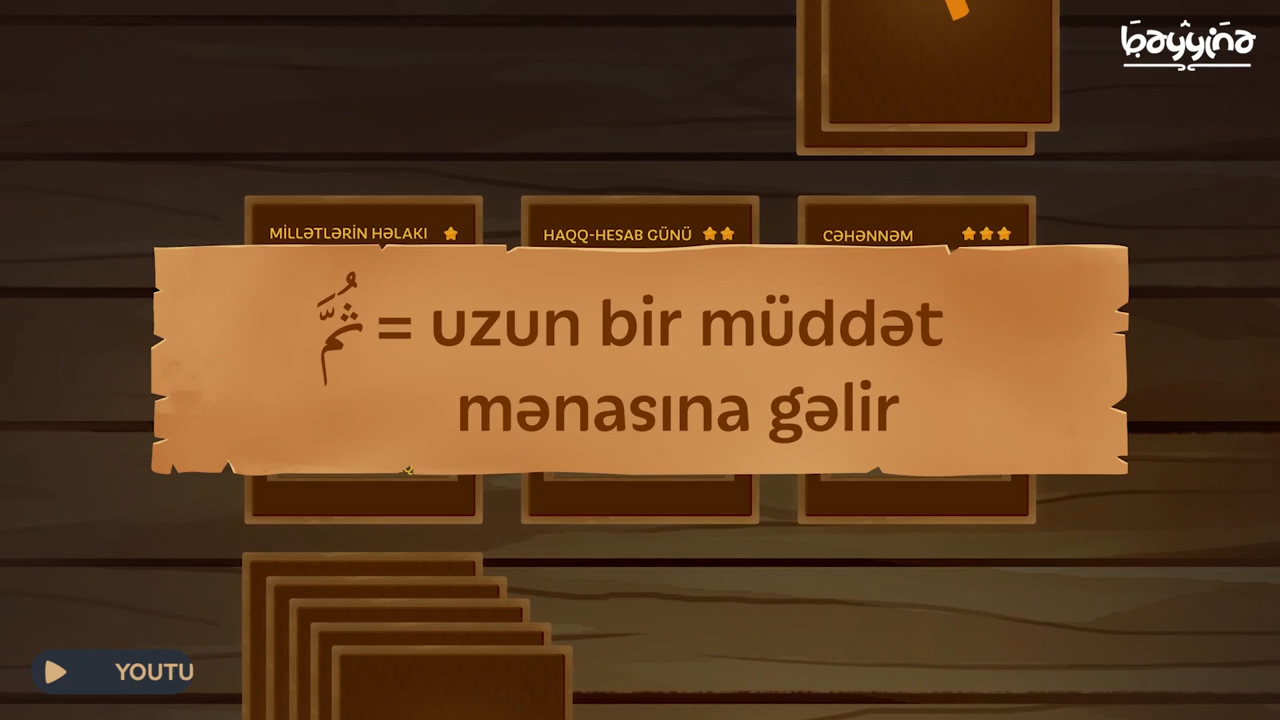 bəyyinə
MİLLƏTLƏRİN HƏLAKI
HAQQ-HESAB GÜNÜ
CƏHƏNNƏM
ثُمَّ = uzun bir müddət
mənasına gəlir
YOUTU